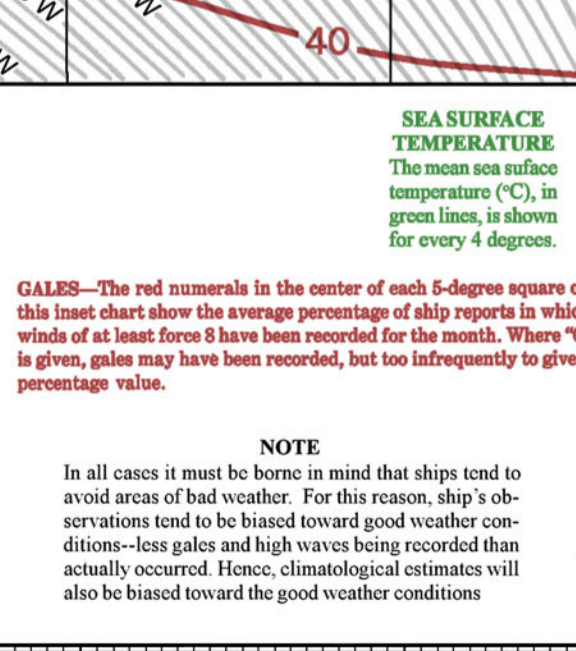 W
W
W
40
SEA SURFACE
TEMPERATURE
The mean sea suface
temperature (°C), in
green lines, is shown
for every 4 degrees.
GALES—The red numerals in the center of each 5-degree square
this inset chart show the average percentage of ship reports in
winds of at least force 8 have been recorded for the month. Where
is given, gales may have been recorded, but too infrequently to give
percentage value.
NOTE
In all cases it must be borne in mind that ships tend to
avoid areas of bad weather. For this reason, ship's ob-
servations tend to be biased toward good weather con-
ditions--less gales and high waves being recorded than
actually occurred. Hence, climatological estimates will
also be biased toward the good weather conditions